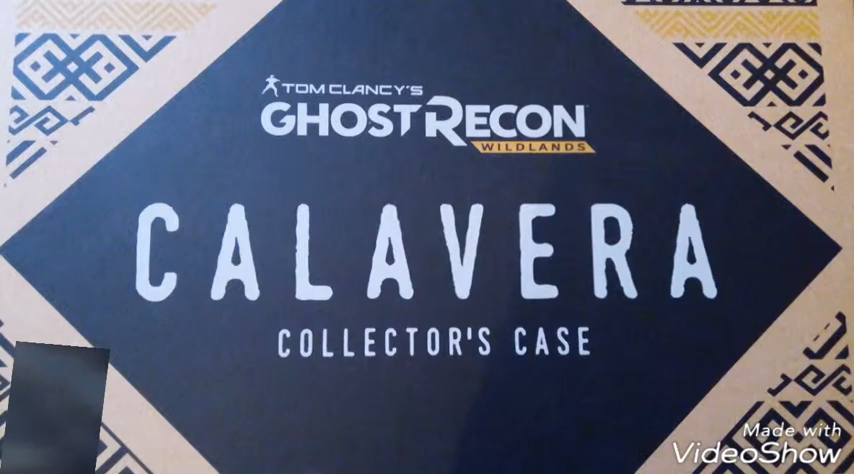 TOM CLANCY'S
GHOST RECON
WILDLANDS
CALAVERA
COLLECTOR'S CASE
Made with
VideoShow